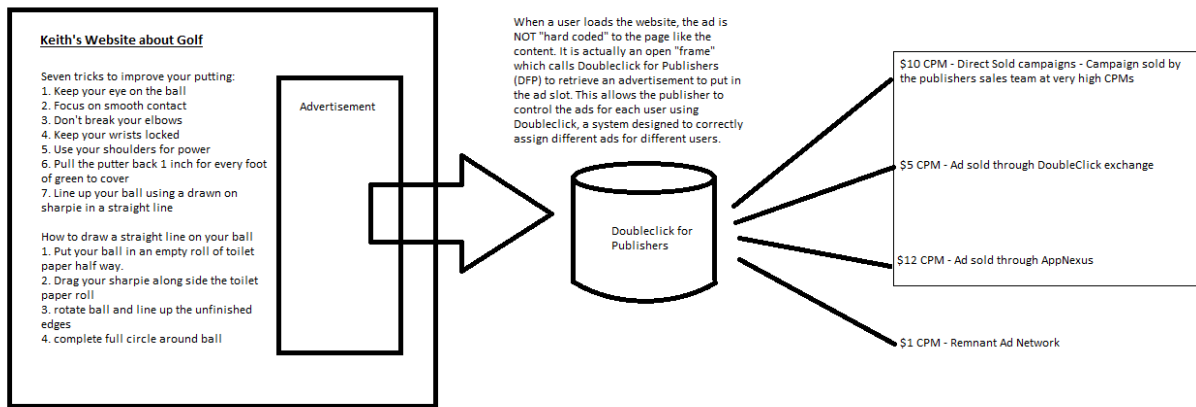 Keith's Website about Golf
Seven tricks to improve your putting:
1. Keep your eye on the ball
2. Focus on smooth contact
3. Don't break your elbows
4. Keep your wrists locked
5. Use your shoulders for power
6. Pull the putter back 1 inch for every foot
of green to cover
7. Line up your ball using a drawn on
sharpie in a straight line
How to draw a straight line on your ball
1. Put your ball in an empty roll of toilet
paper half way.
2. Drag your sharpie along side the toilet
paper roll
3. rotate ball and line up the unfinished
edges
4. complete full circle around ball
Advertisement
When a user loads the website, the ad is
NOT "hard coded" to the page like the
content. It is actually an open "frame"
which calls Doubleclick for Publishers
(DFP) to retrieve an advertisement to put in
the ad slot. This allows the publisher to
control the ads for each user using
Doubleclick, a system designed to correctly
assign different ads for different users.
Doubleclick for
Publishers
$10 CPM - Direct Sold campaigns - Campaign sold by
the publishers sales team at very high CPMs
$5 CPM - Ad sold through DoubleClick exchange
$12 CPM - Ad sold through AppNexus
$1 CPM - Remnant Ad Network